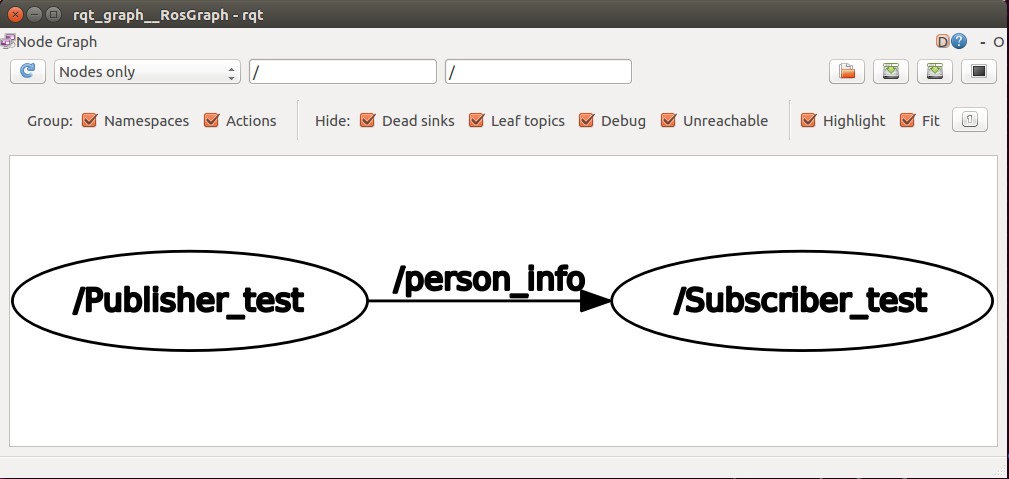 rqt_graph__RosGraph - rqt
Node Graph D ? - O
Nodes only / /
Group: Namespaces Actions Hide: Dead sinks Leaf topics Debug Unreachable Highlight Fit
/Publisher_test /person_info /Subscriber_test